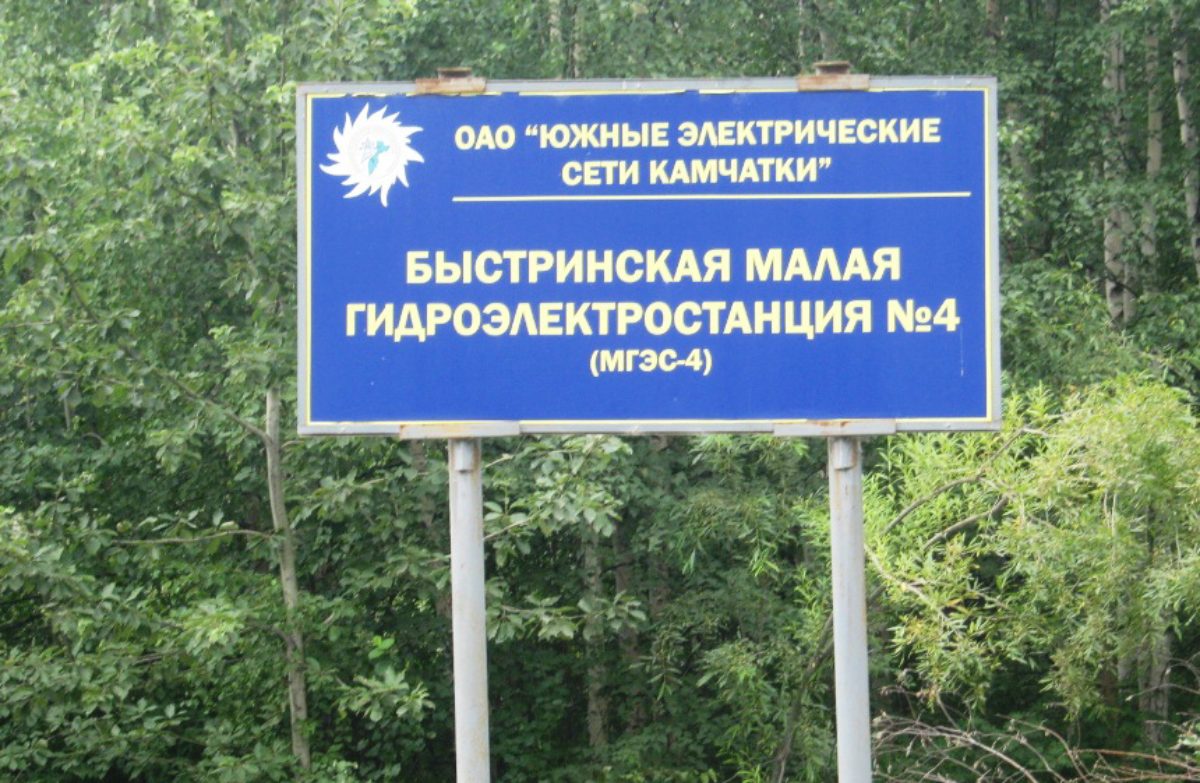 ОАО "ЮЖНЫЕ ЭЛЕКТРИЧЕСКИЕ
СЕТИ КАМЧАТКИ"
БЫСТРИНСКАЯ МАЛАЯ
ГИДРОЭЛЕКТРОСТАНЦИЯ №4
(МГЭС-4)